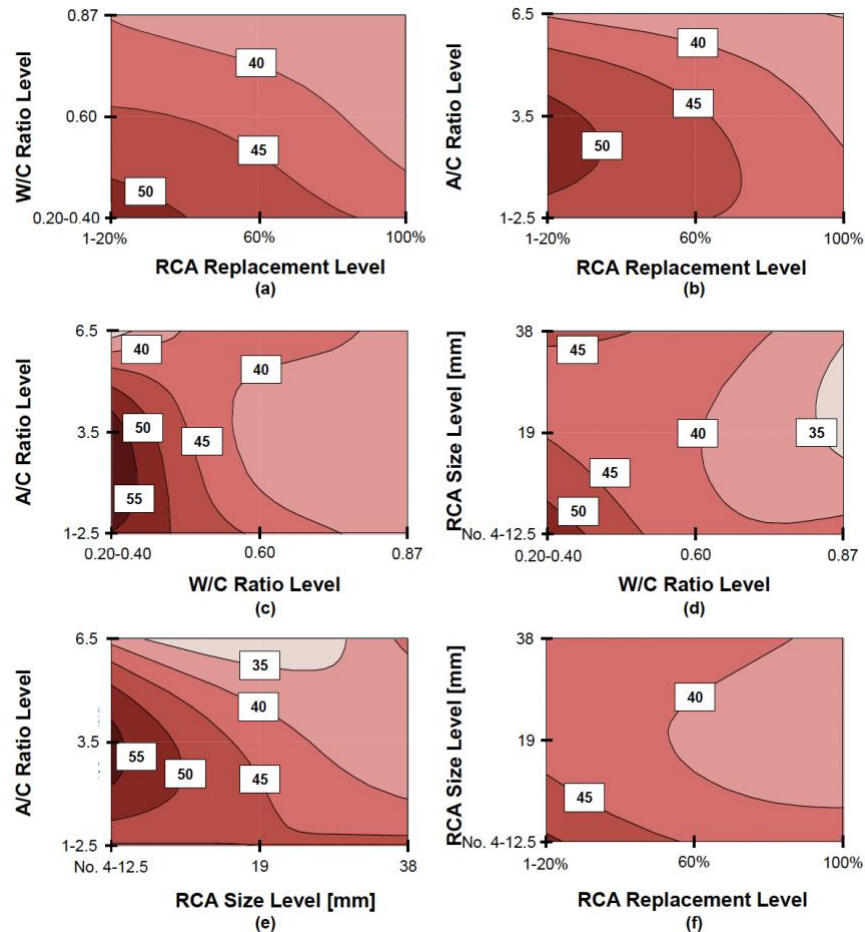 0.87
W/C Ratio Level
0.60
0.20-0.40
40
45
50
1-20%
60%
100%
RCA Replacement Level
(a)
6.5
A/C Ratio Level
3.5
1-2.5
40
45
50
1-20%
60%
100%
RCA Replacement Level
(b)
6.5
A/C Ratio Level
3.5
1-2.5
40
40
50
45
55
0.20-0.40
0.60
0.87
W/C Ratio Level
(c)
38
RCA Size Level [mm]
19
No. 4-12.5
45
40
35
45
50
0.20-0.40
0.60
0.87
W/C Ratio Level
(d)
6.5
A/C Ratio Level
3.5
1-2.5
35
40
55
50
45
No. 4-12.5
19
38
RCA Size Level [mm]
(e)
38
RCA Size Level [mm]
19
No. 4-12.5
40
45
1-20%
60%
100%
RCA Replacement Level
(f)